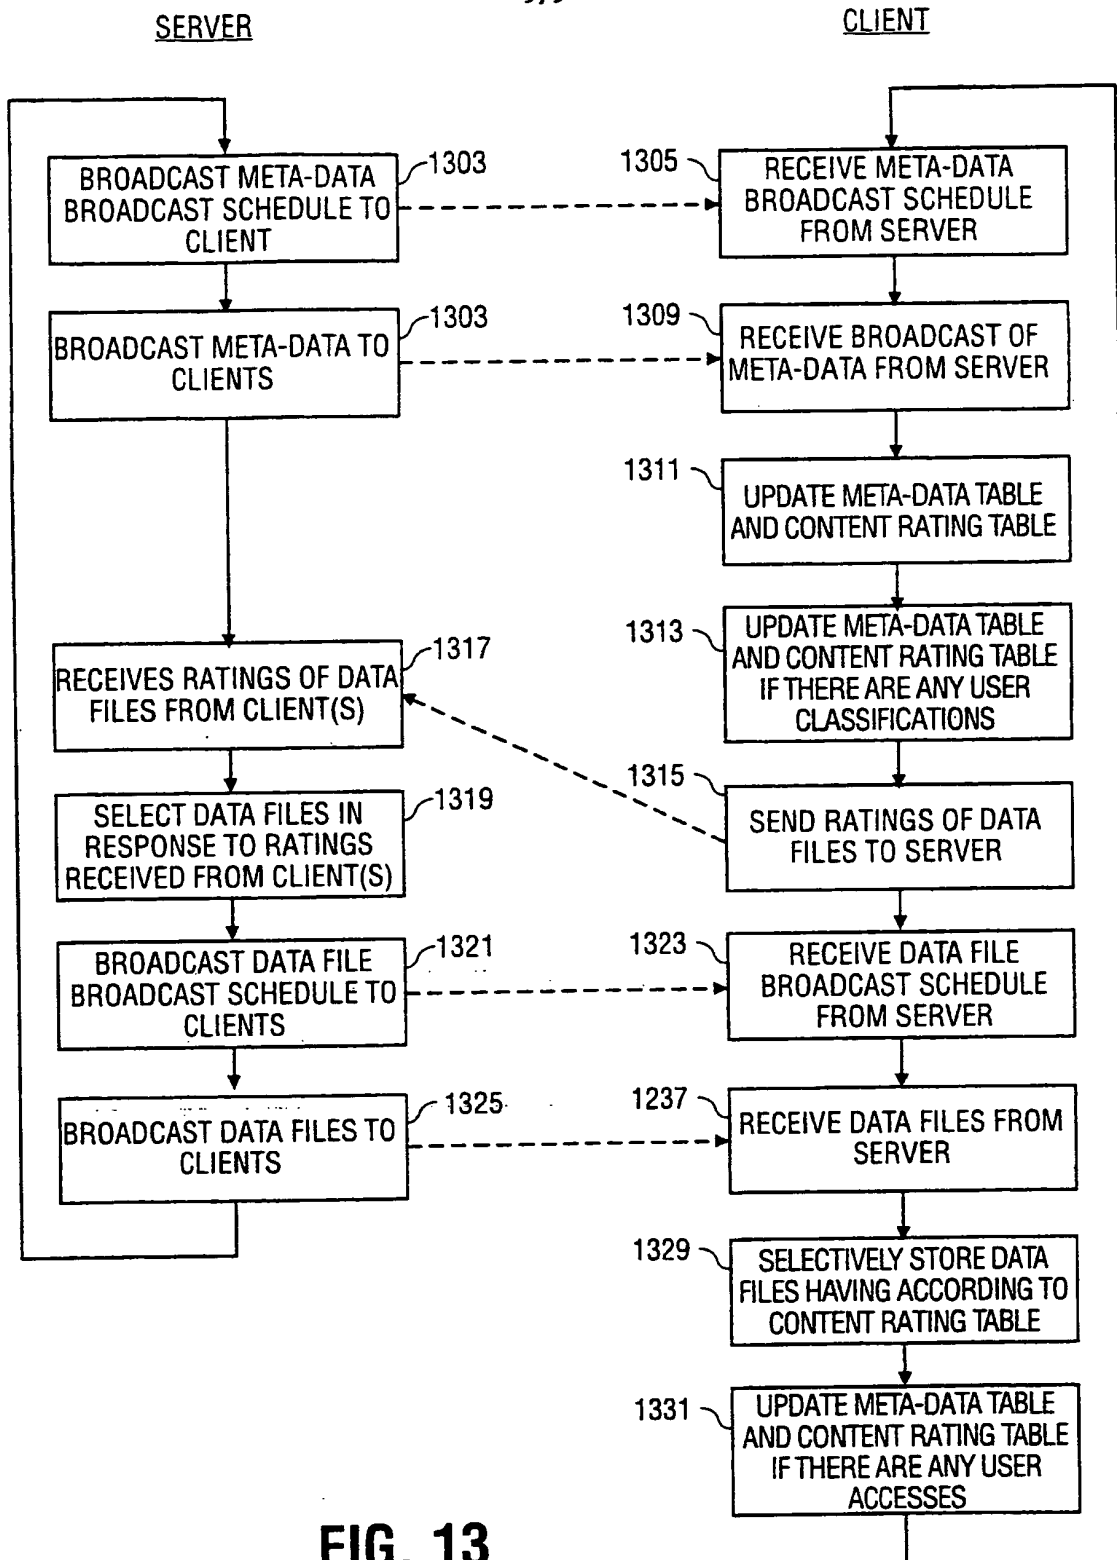 SERVER
CLIENT
BROADCAST META-DATA
BROADCAST SCHEDULE TO
CLIENT
1303
1305
RECEIVE META-DATA
BROADCAST SCHEDULE
FROM SERVER
BROADCAST META-DATA TO
CLIENTS
1303
1309
RECEIVE BROADCAST OF
META-DATA FROM SERVER
1311
UPDATE META-DATA TABLE
AND CONTENT RATING TABLE
1313
UPDATE META-DATA TABLE
AND CONTENT RATING TABLE
IF THERE ARE ANY USER
CLASSIFICATIONS
RECEIVES RATINGS OF DATA
FILES FROM CLIENT(S)
1317
1315
SEND RATINGS OF DATA
FILES TO SERVER
SELECT DATA FILES IN
RESPONSE TO RATINGS
RECEIVED FROM CLIENT(S)
1319
BROADCAST DATA FILE
BROADCAST SCHEDULE TO
CLIENTS
1321
1323
RECEIVE DATA FILE
BROADCAST SCHEDULE
FROM SERVER
BROADCAST DATA FILES TO
CLIENTS
1325
1237
RECEIVE DATA FILES FROM
SERVER
1329
SELECTIVELY STORE DATA
FILES HAVING ACCORDING TO
CONTENT RATING TABLE
1331
UPDATE META-DATA TABLE
AND CONTENT RATING TABLE
IF THERE ARE ANY USER
ACCESSES
FIG. 13